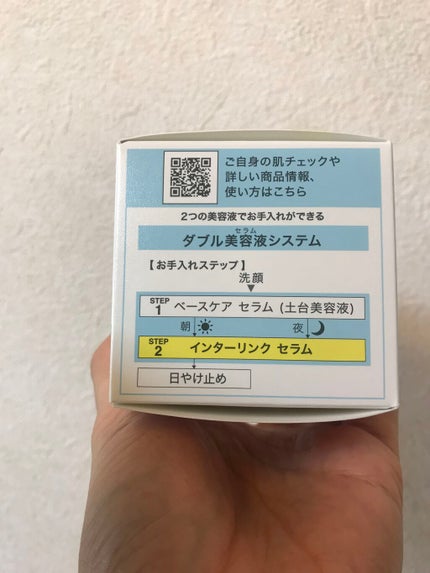 ご自身の肌チェックや
詳しい商品情報、
使い方はこちら
2つの美容液でお手入れができる
セラム
ダブル美容液システム
【お手入れステップ】
洗顔
STEP 1 ベースケア セラム (土台美容液)
朝 夜
STEP 2 インターリンク セラム
日やけ止め